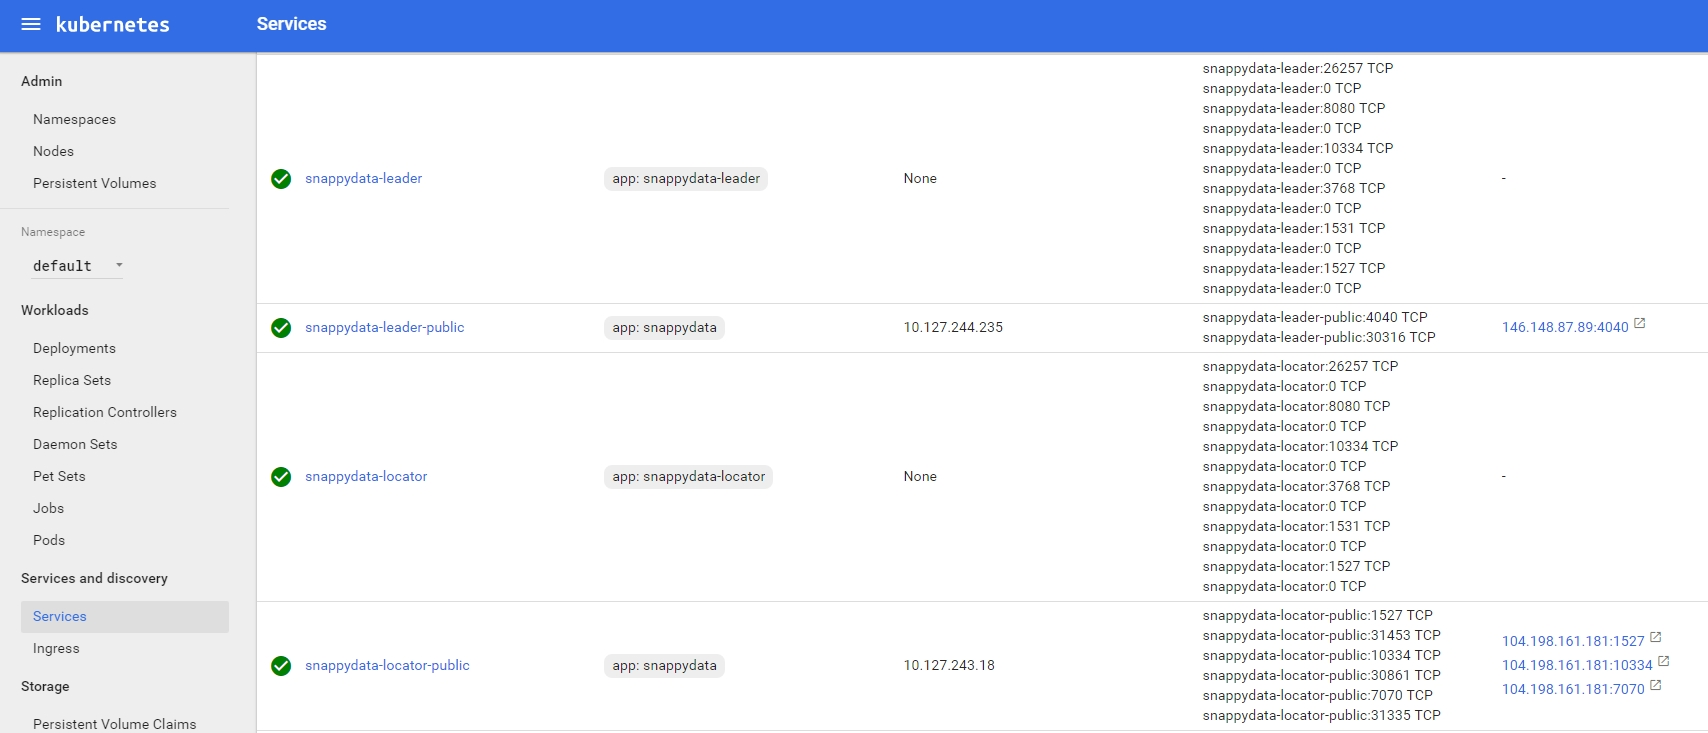 kubernetes
Services
Admin
Namespaces
Nodes
Persistent Volumes
Namespace
default
Workloads
Deployments
Replica Sets
Replication Controllers
Daemon Sets
Pet Sets
Jobs
Pods
Services and discovery
Services
Ingress
Storage
Persistent Volume Claims
snappydata-leader
app: snappydata-leader
None
snappydata-leader:26257 TCP
snappydata-leader:0 TCP
snappydata-leader:8080 TCP
snappydata-leader:0 TCP
snappydata-leader:10334 TCP
snappydata-leader:0 TCP
snappydata-leader:3768 TCP
snappydata-leader:0 TCP
snappydata-leader:1531 TCP
snappydata-leader:0 TCP
snappydata-leader:1527 TCP
snappydata-leader:0 TCP
-
snappydata-leader-public
app: snappydata
10.127.244.235
snappydata-leader-public:4040 TCP
snappydata-leader-public:30316 TCP
146.148.87.89:4040
snappydata-locator
app: snappydata-locator
None
snappydata-locator:26257 TCP
snappydata-locator:0 TCP
snappydata-locator:8080 TCP
snappydata-locator:0 TCP
snappydata-locator:10334 TCP
snappydata-locator:0 TCP
snappydata-locator:3768 TCP
snappydata-locator:0 TCP
snappydata-locator:1531 TCP
snappydata-locator:0 TCP
snappydata-locator:1527 TCP
snappydata-locator:0 TCP
-
snappydata-locator-public
app: snappydata
10.127.243.18
snappydata-locator-public:1527 TCP
snappydata-locator-public:31453 TCP
snappydata-locator-public:10334 TCP
snappydata-locator-public:30861 TCP
snappydata-locator-public:7070 TCP
snappydata-locator-public:31335 TCP
104.198.161.181:1527
104.198.161.181:10334
104.198.161.181:7070